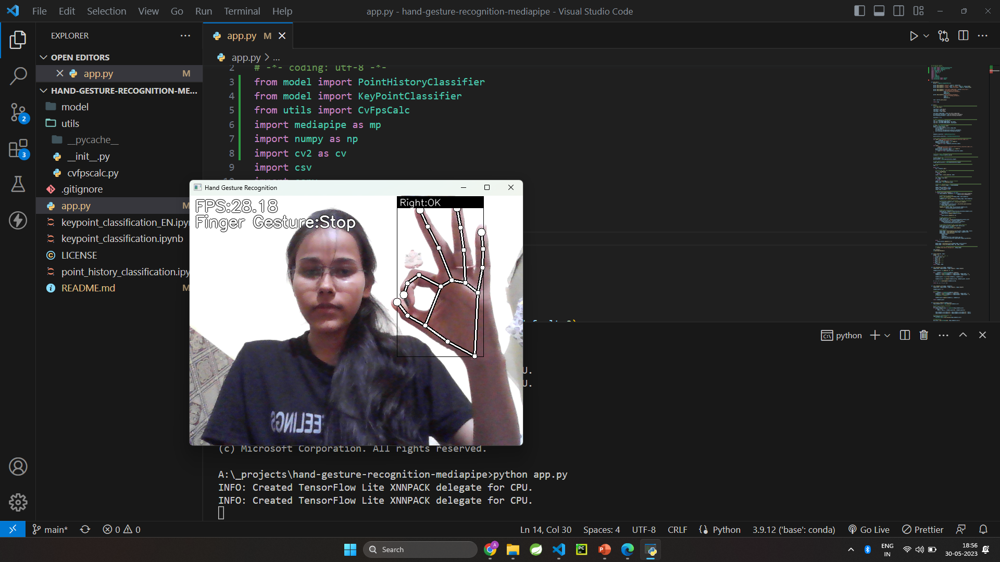 File Edit Selection View Go Run Terminal Help
app.py - hand-gesture-recognition-mediapipe - Visual Studio Code
EXPLORER
OPEN EDITORS
app.py M
HAND-GESTURE-RECOGNITION-ME...
model
utils
__pycache__
__init__.py
cvfpscalc.py
.gitignore
app.py M
keypoint_classification_EN.ipyn
keypoint_classification.ipynb
LICENSE
point_history_classification.ipy
README.md M
2
3
app.py M
app.py > ...
2 # -*- coding: utf-8 -*-
3 from model import PointHistoryClassifier
4 from model import KeyPointClassifier
5 from utils import CvFpsCalc
6 import mediapipe as mp
7 import numpy as np
8 import cv2 as cv
9 import csv
Hand Gesture Recognition
FPS:28.18
Finger Gesture:Stop
Right:OK
FEELINGS
python
U.
U.
(c) Microsoft Corporation. All rights reserved.
A:\_projects\hand-gesture-recognition-mediapipe>python app.py
INFO: Created TensorFlow Lite XNNPACK delegate for CPU.
INFO: Created TensorFlow Lite XNNPACK delegate for CPU.
main* 0 0
Ln 14, Col 30 Spaces: 4 UTF-8 CRLF Python 3.9.12 ('base': conda) Go Live Prettier
Search
A
PC
P
ENG
IN
18:56
30-05-2023